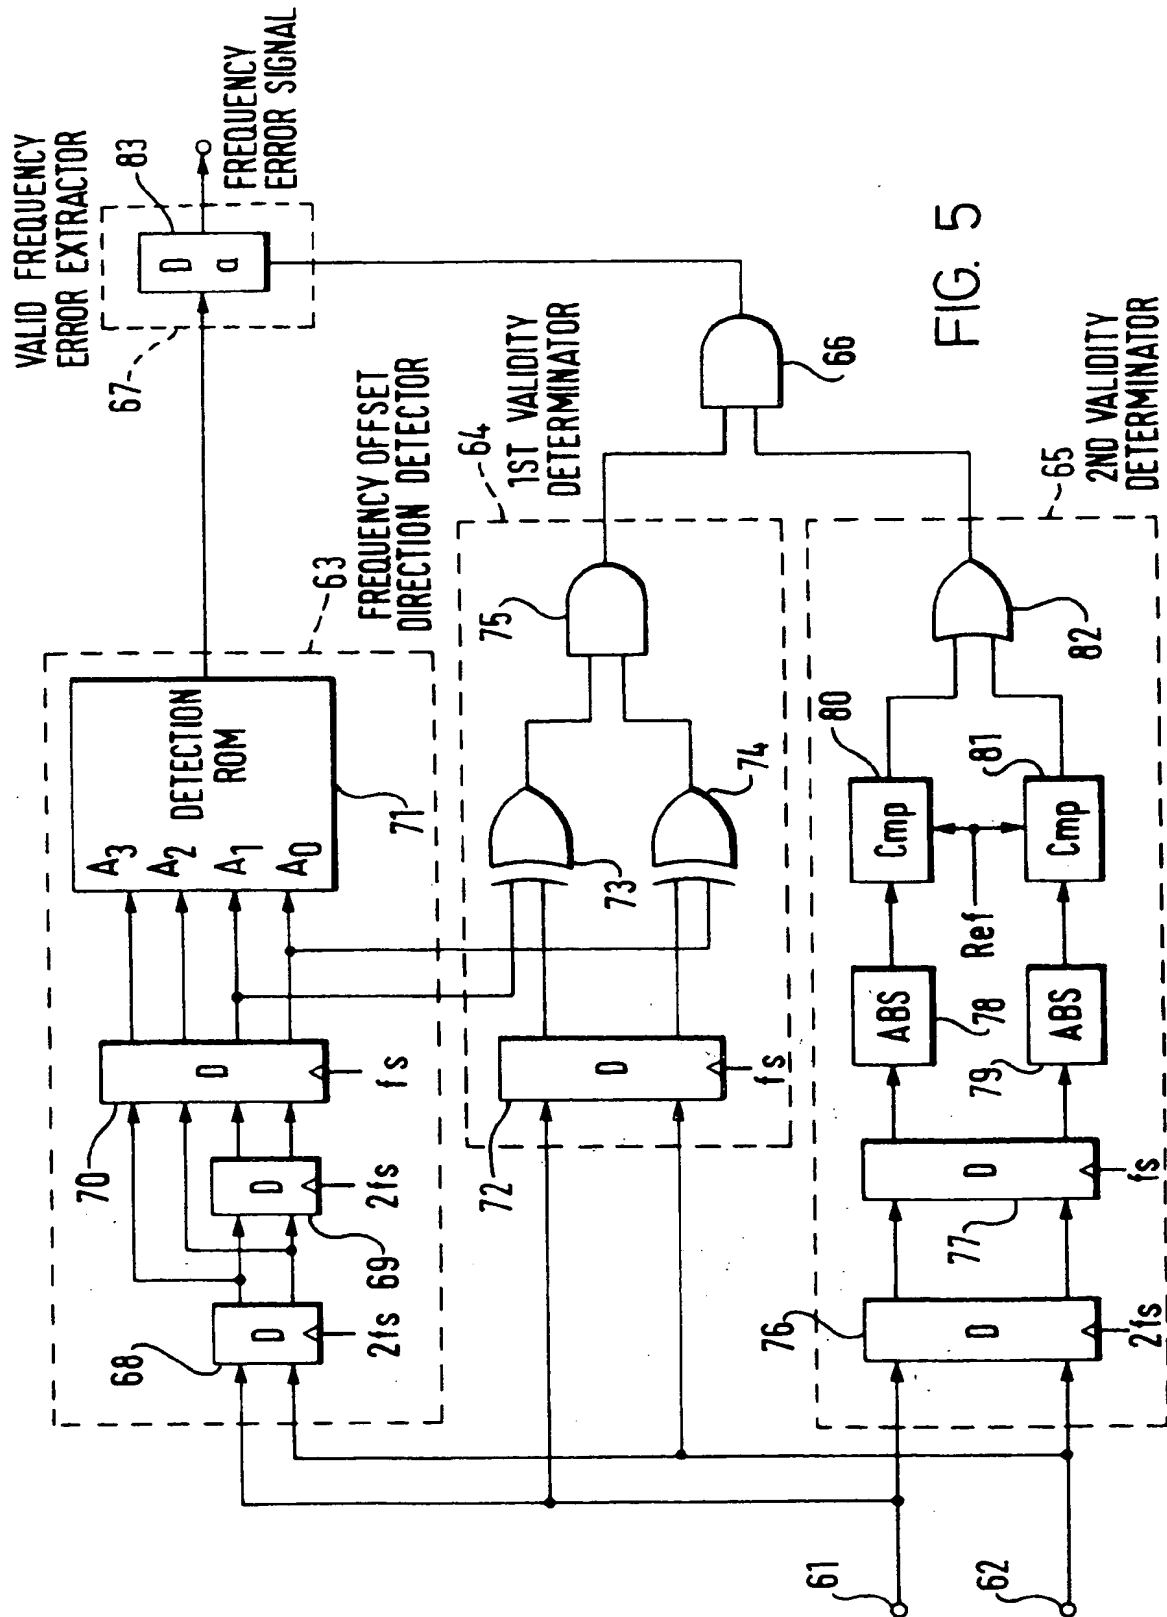 VALID FREQUENCY
ERROR EXTRACTOR
67
83
D
a
FREQUENCY
ERROR SIGNAL
63
FREQUENCY OFFSET
DIRECTION DETECTOR
68
D
2fs
69
D
2fs
70
D
fs
A3
A2
A1
A0
DETECTION
ROM
71
64
1ST VALIDITY
DETERMINATOR
72
D
fs
73
74
75
66
65
2ND VALIDITY
DETERMINATOR
61
62
76
D
2fs
77
D
fs
ABS
78
79
ABS
80
Cmp
Ref
81
Cmp
82
FIG. 5